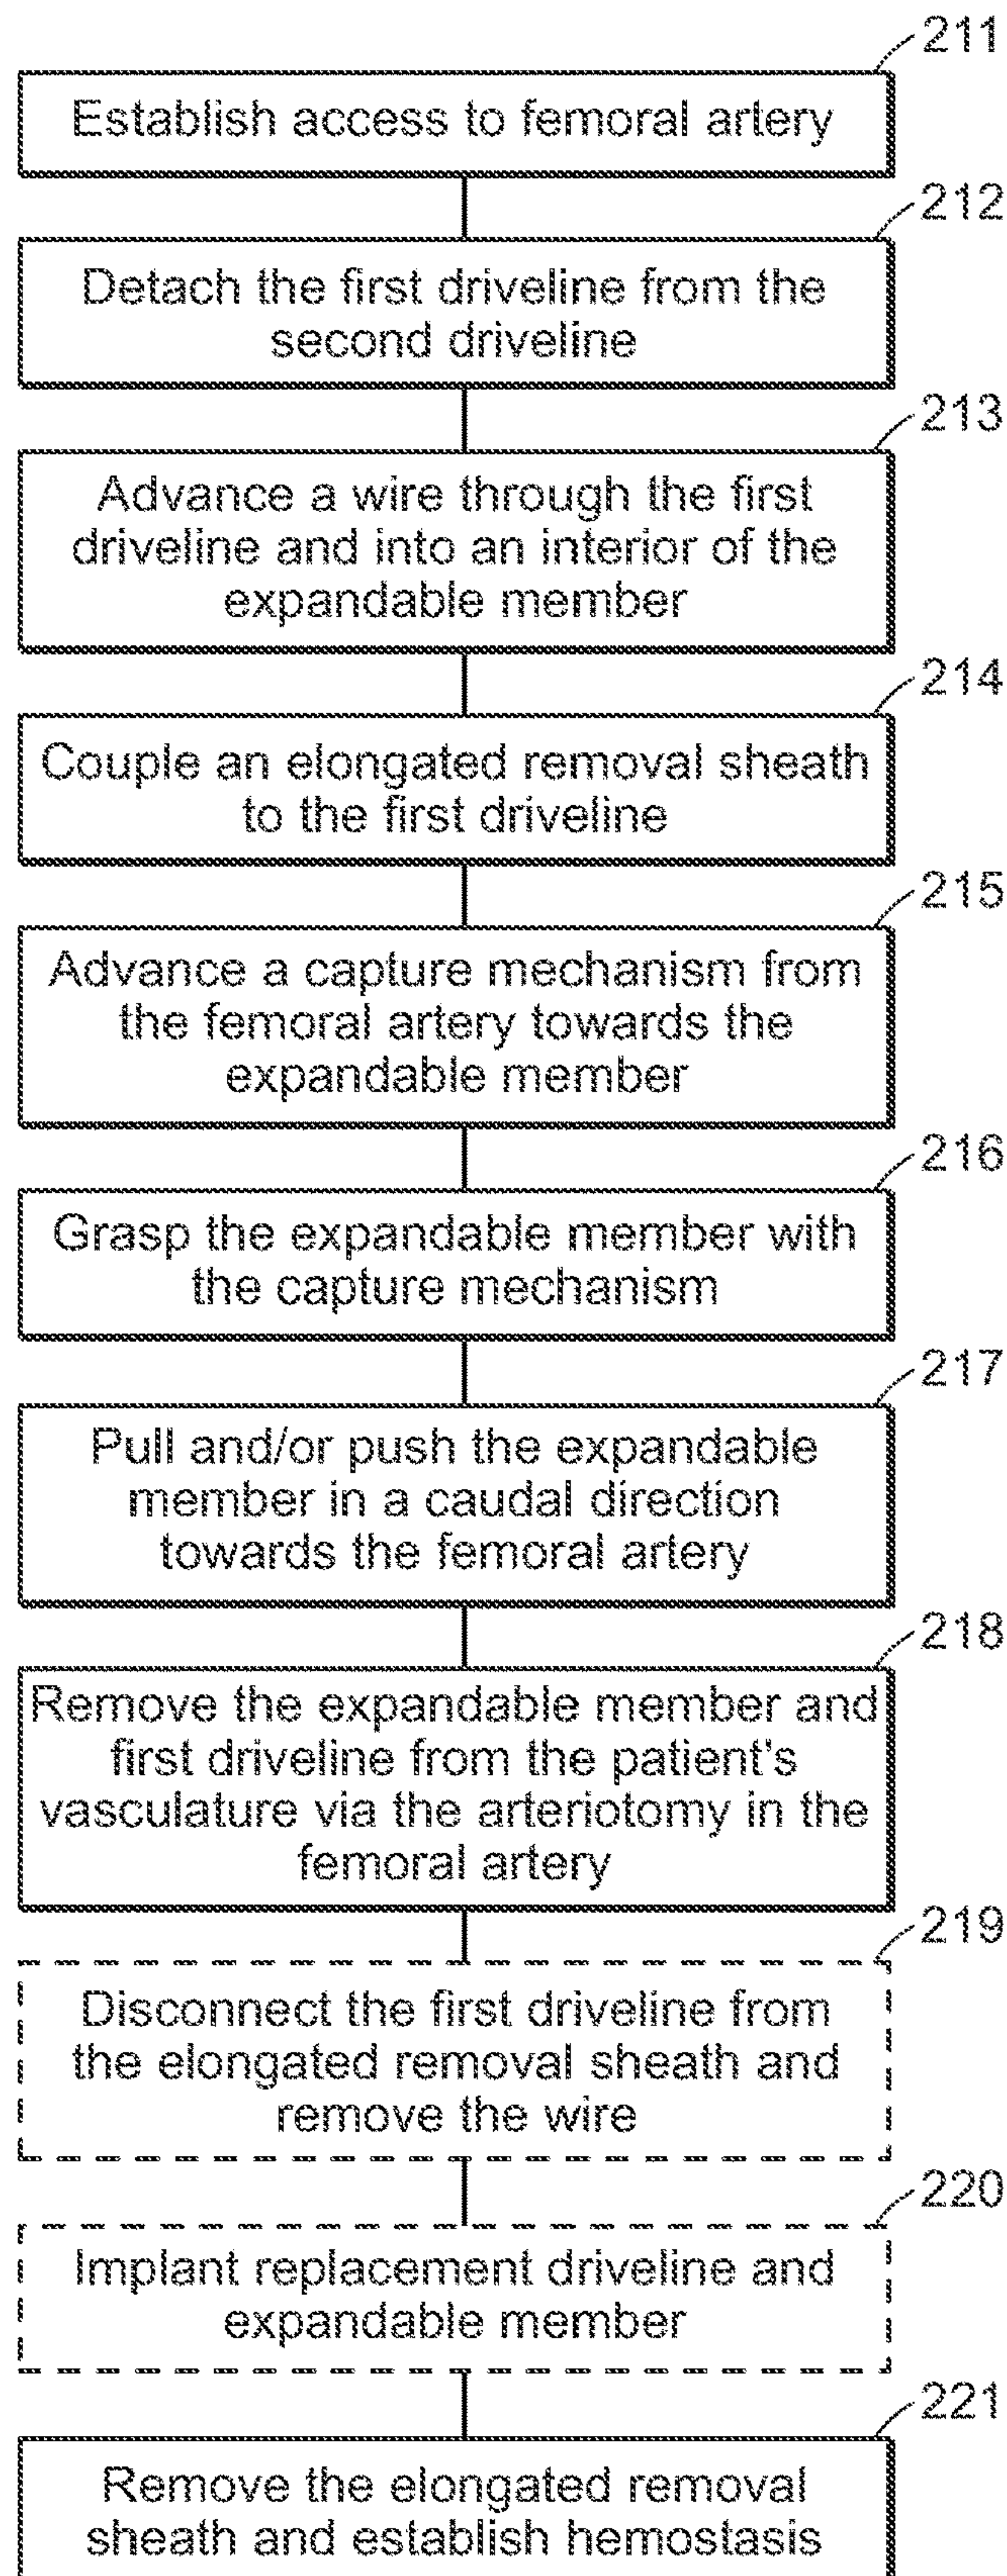 211
Establish access to femoral artery
212
Detach the first driveline from the
second driveline
213
Advance a wire through the first
driveline and into an interior of the
expandable member
214
Couple an elongated removal sheath
to the first driveline
215
Advance a capture mechanism from
the femoral artery towards the
expandable member
216
Grasp the expandable member with
the capture mechanism
217
Pull and/or push the expandable
member in a caudal direction
towards the femoral artery
218
Remove the expandable member and
first driveline from the patient's
vasculature via the arteriotomy in the
femoral artery
219
Disconnect the first driveline from
the elongated removal sheath and
remove the wire
220
Implant replacement driveline and
expandable member
221
Remove the elongated removal
sheath and establish hemostasis